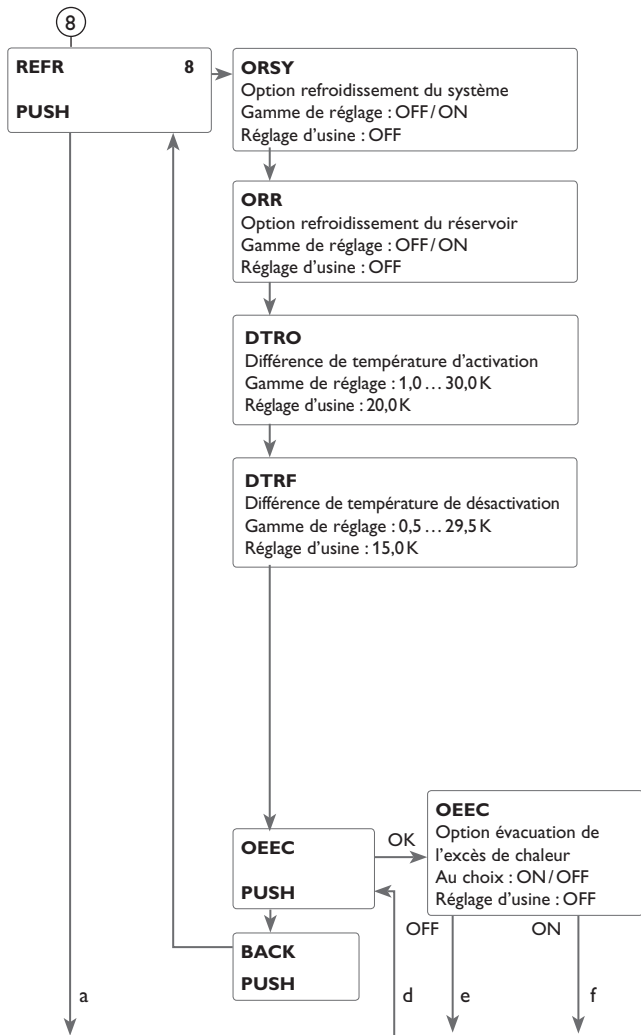 8
REFR 8
PUSH
ORSY
Option refroidissement du système
Gamme de réglage : OFF / ON
Réglage d'usine : OFF
ORR
Option refroidissement du réservoir
Gamme de réglage : OFF / ON
Réglage d'usine : OFF
DTRO
Différence de température d'activation
Gamme de réglage : 1,0 … 30,0 K
Réglage d'usine : 20,0 K
DTRF
Différence de température de désactivation
Gamme de réglage : 0,5 … 29,5 K
Réglage d'usine : 15,0 K
OEEC
PUSH
OK
OEEC
Option évacuation de
l'excès de chaleur
Au choix : ON / OFF
Réglage d'usine : OFF
OFF ON
BACK
PUSH
a d e f